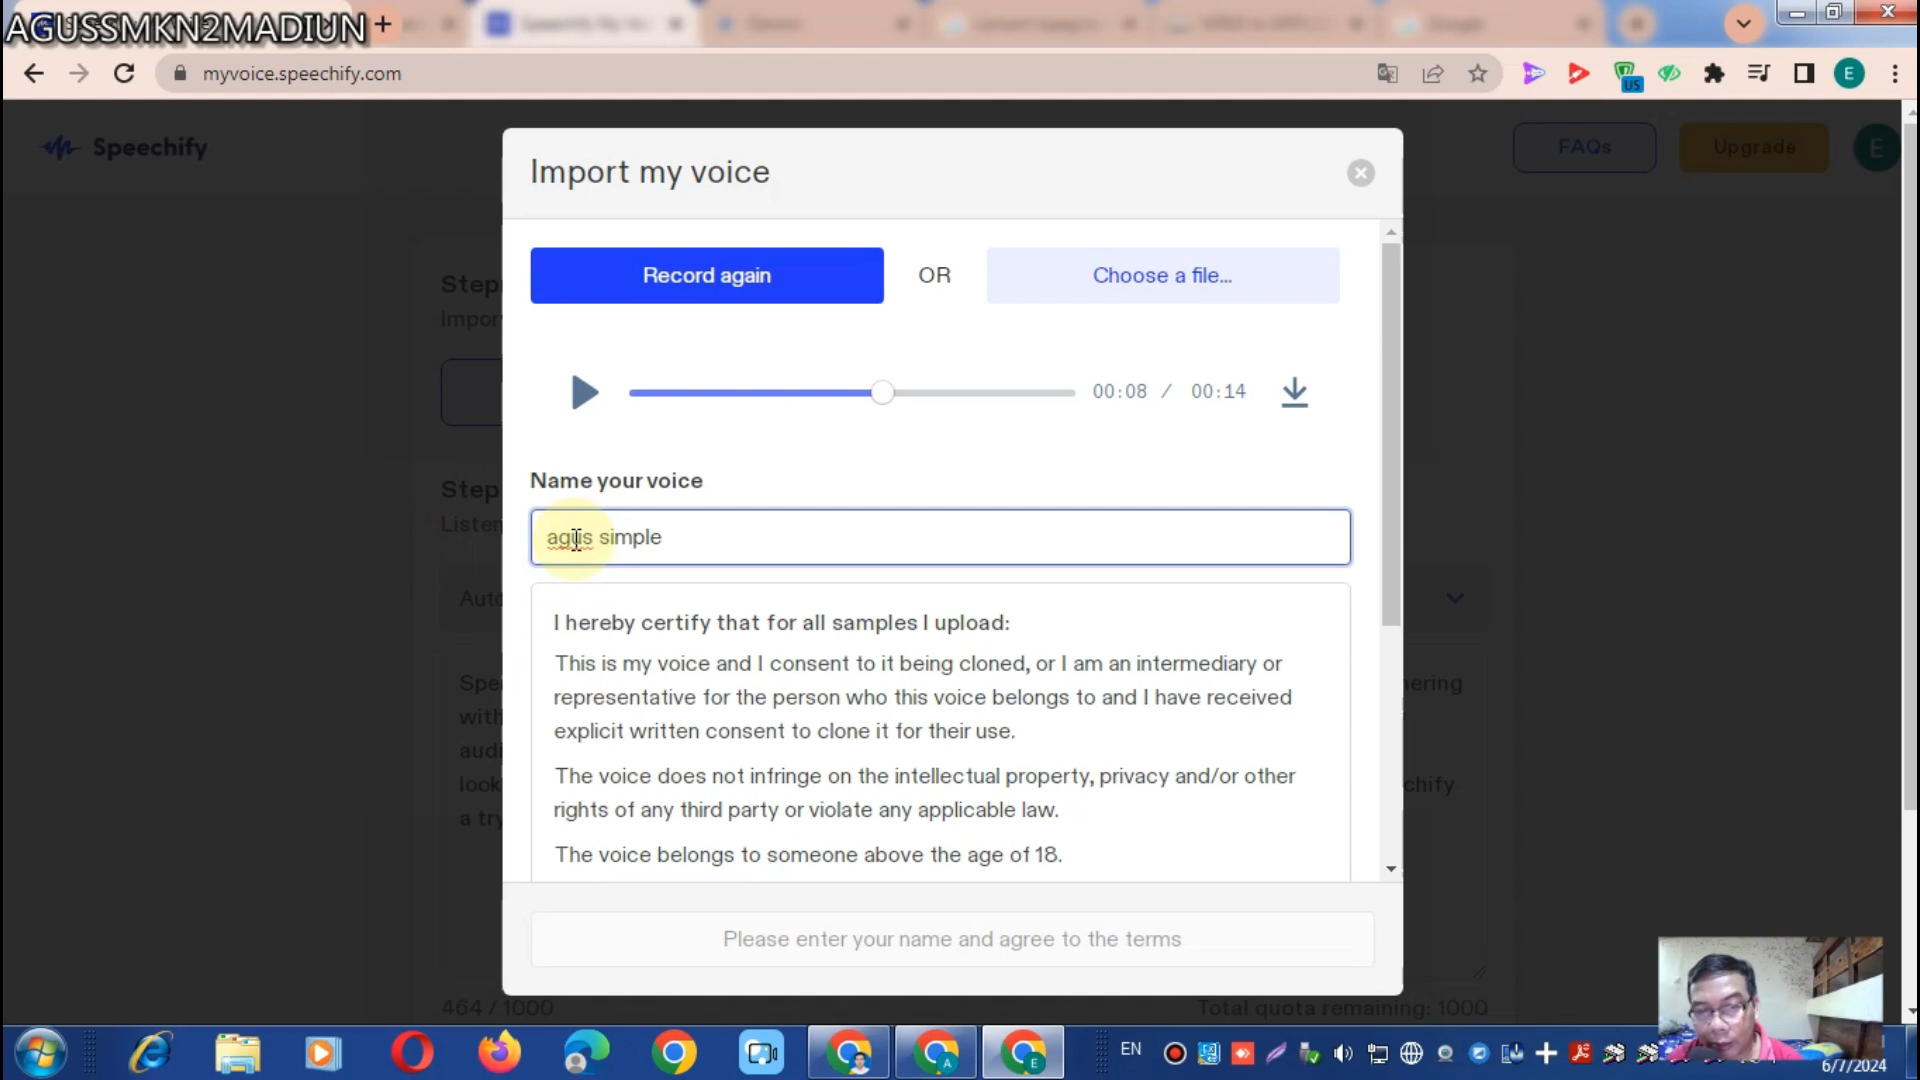 AGUSSMKN2MADIUN
myvoice.speechify.com
US
E
Speechify
FAQs
Upgrade
E
Import my voice
Record again
OR
Choose a file...
00:08 / 00:14
Name your voice
agus simple
I hereby certify that for all samples I upload:
This is my voice and I consent to it being cloned, or I am an intermediary or
representative for the person who this voice belongs to and I have received
explicit written consent to clone it for their use.
The voice does not infringe on the intellectual property, privacy and/or other
rights of any third party or violate any applicable law.
The voice belongs to someone above the age of 18.
Please enter your name and agree to the terms
464 / 1000
Total quota remaining: 1000
EN
6/7/2024